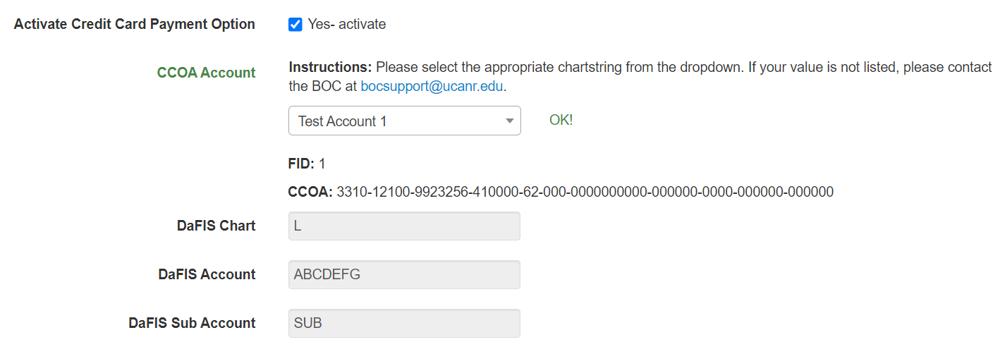 Activate Credit Card Payment Option Yes- activate
CCOA Account
Instructions: Please select the appropriate chartstring from the dropdown. If your value is not listed, please contact
the BOC at bocsupport@ucanr.edu.
Test Account 1 OK!
FID: 1
CCOA: 3310-12100-9923256-410000-62-000-0000000000-000000-0000-000000-000000
DaFIS Chart L
DaFIS Account ABCDEFG
DaFIS Sub Account SUB